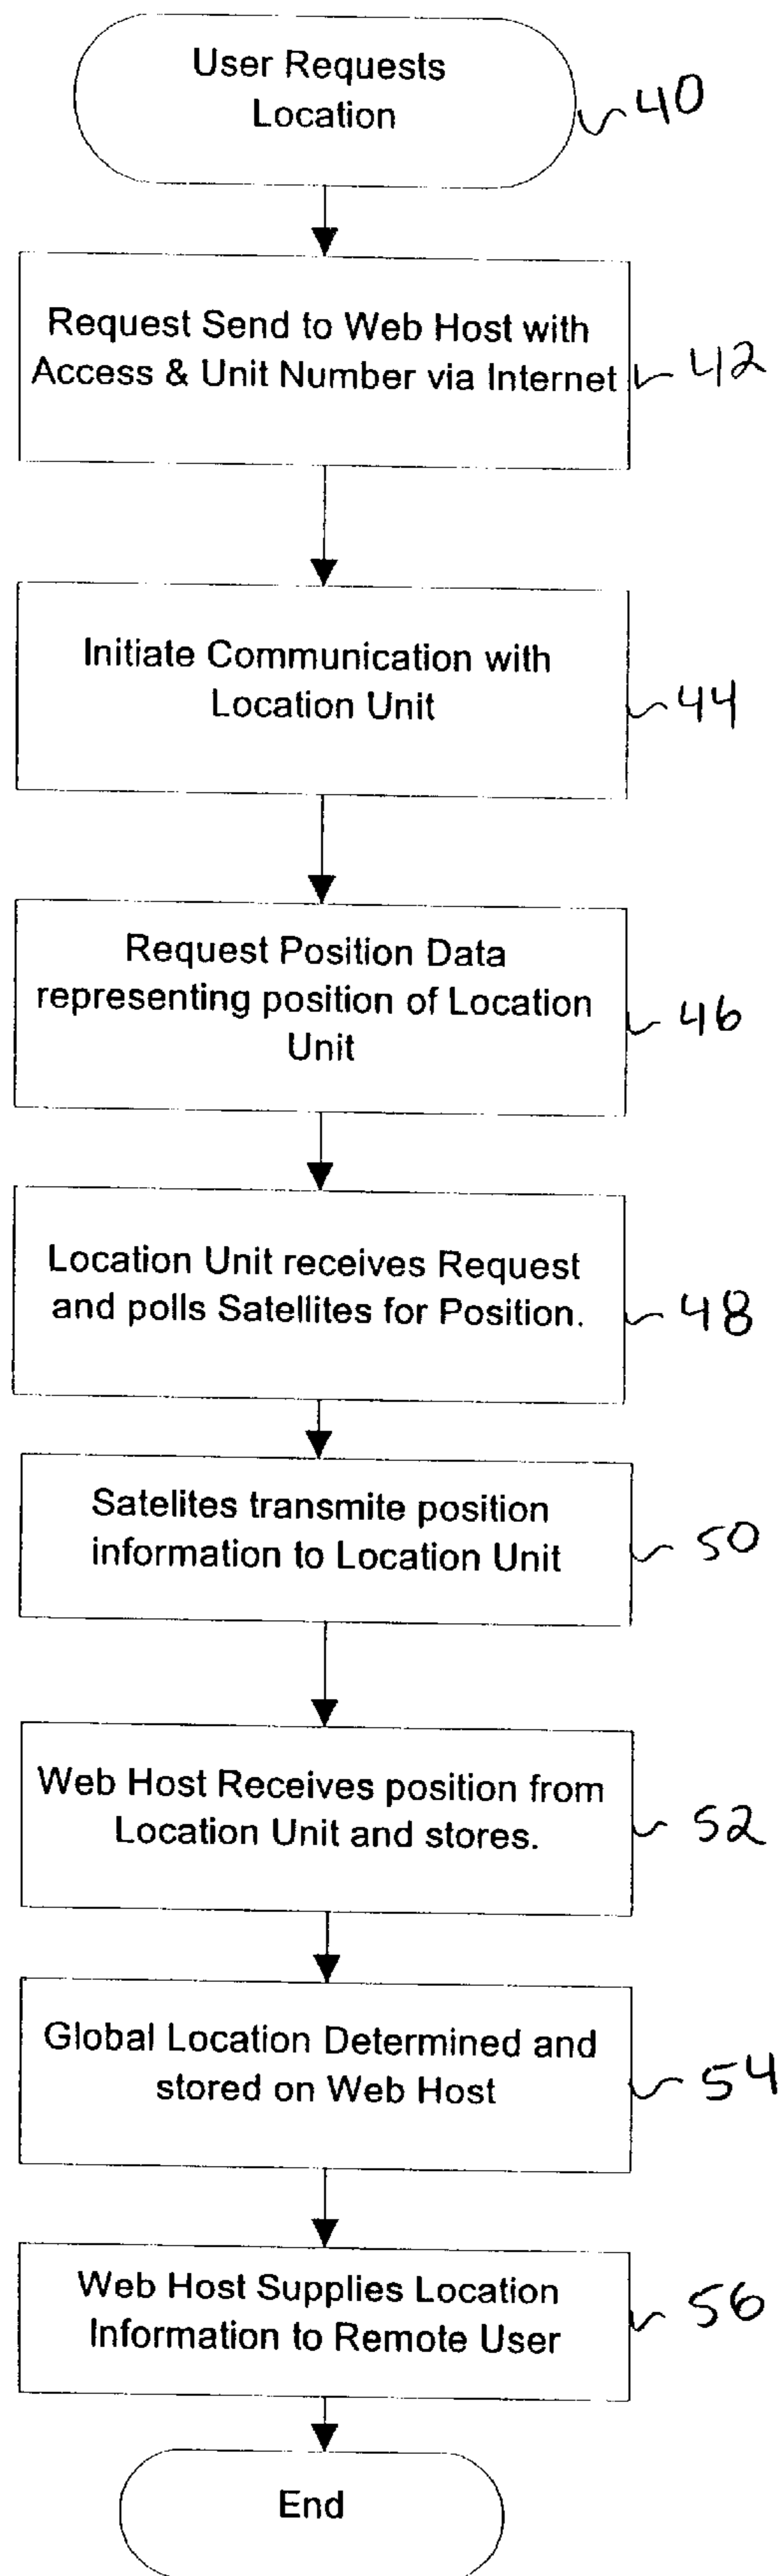 User Requests
Location
40
Request Send to Web Host with
Access & Unit Number via Internet
42
Initiate Communication with
Location Unit
44
Request Position Data
representing position of Location
Unit
46
Location Unit receives Request
and polls Satellites for Position.
48
Satelites transmite position
information to Location Unit
50
Web Host Receives position from
Location Unit and stores.
52
Global Location Determined and
stored on Web Host
54
Web Host Supplies Location
Information to Remote User
56
End